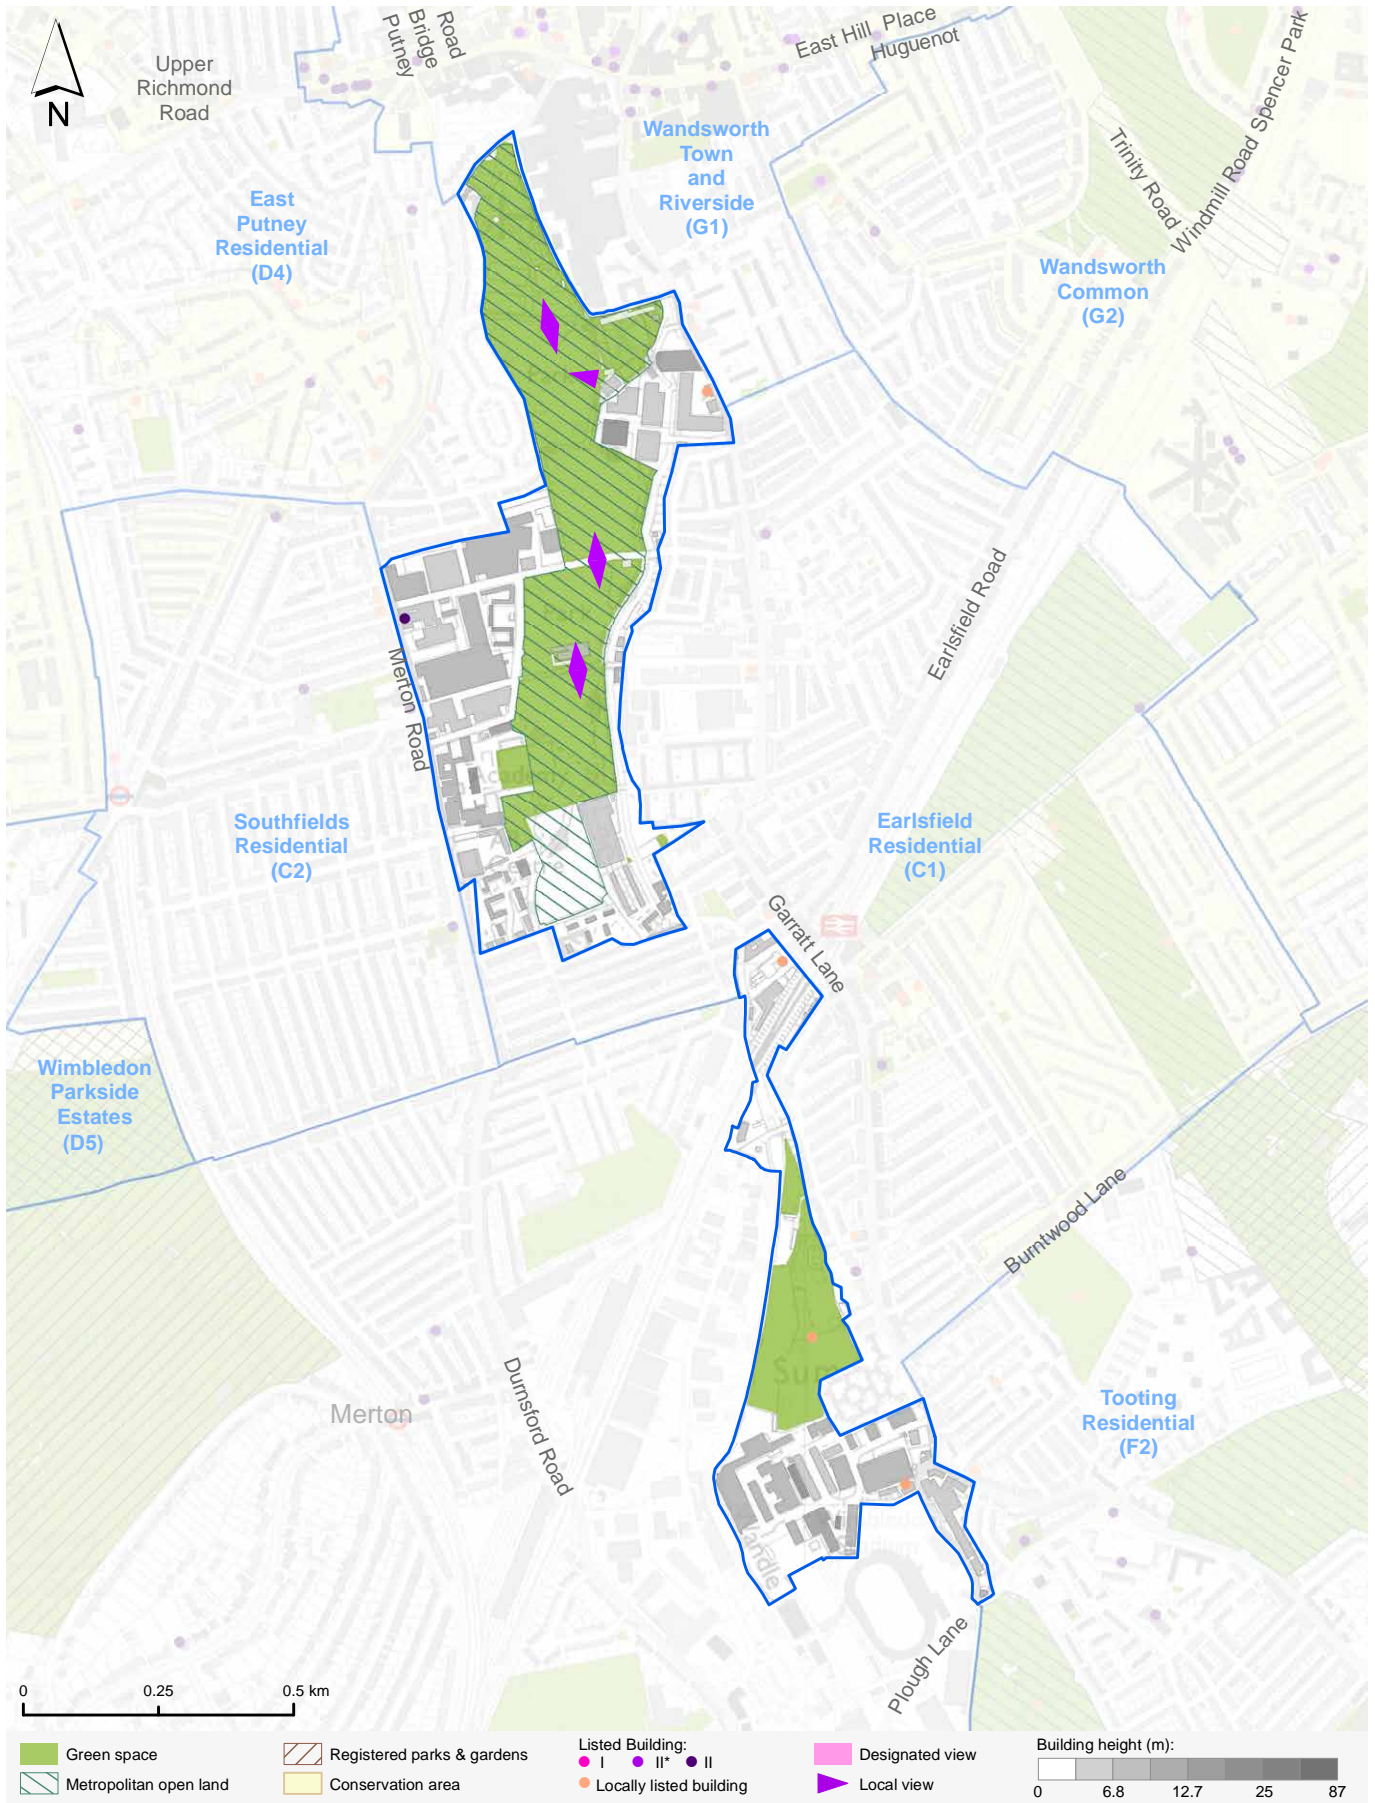 N
Upper
Richmond
Road
Putney
Bridge
Road
East Hill Place
Huguenot
Spencer Park
Windmill Road
Trinity Road
Wandsworth
Town
and
Riverside
(G1)
East
Putney
Residential
(D4)
Wandsworth
Common
(G2)
Earlsfield Road
Park
Merton Road
Academy
Southfields
Residential
(C2)
Earlsfield
Residential
(C1)
Garratt Lane
Wimbledon
Parkside
Estates
(D5)
Burntwood Lane
Durnsford Road
Merton
Sum
Tooting
Residential
(F2)
andle
Plough Lane
0 0.25 0.5 km
Green space
Metropolitan open land
Registered parks & gardens
Conservation area
Listed Building:
I II* II
Locally listed building
Designated view
Local view
Building height (m):
0 6.8 12.7 25 87